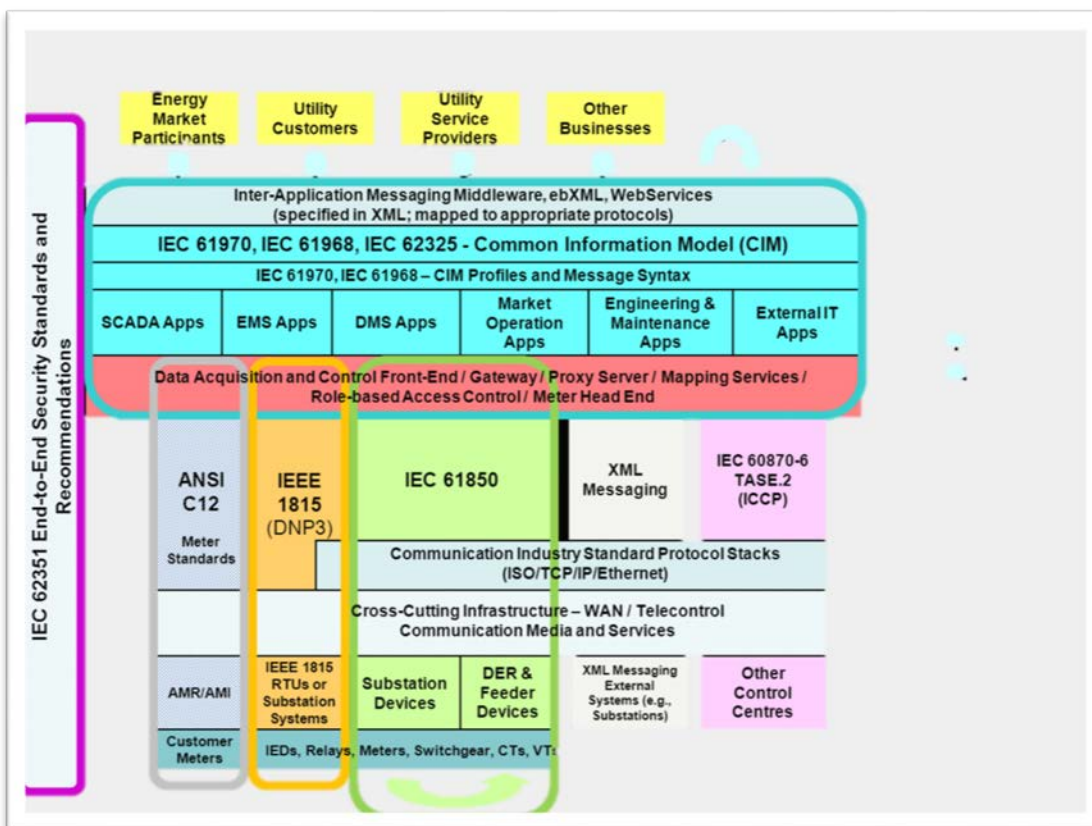 Energy
Market
Participants
Utility
Customers
Utility
Service
Providers
Other
Businesses
IEC 62351 End-to-End Security Standards and
Recommendations
Inter-Application Messaging Middleware, ebXML, WebServices
(specified in XML; mapped to appropriate protocols)
IEC 61970, IEC 61968, IEC 62325 - Common Information Model (CIM)
IEC 61970, IEC 61968 – CIM Profiles and Message Syntax
SCADA Apps
EMS Apps
DMS Apps
Market
Operation
Apps
Engineering &
Maintenance
Apps
External IT
Apps
Data Acquisition and Control Front-End / Gateway / Proxy Server / Mapping Services /
Role-based Access Control / Meter Head End
ANSI
C12
Meter
Standards
IEEE
1815
(DNP3)
IEC 61850
XML
Messaging
IEC 60870-6
TASE.2
(ICCP)
Communication Industry Standard Protocol Stacks
(ISO/TCP/IP/Ethernet)
Cross-Cutting Infrastructure – WAN / Telecontrol
Communication Media and Services
AMR/AMI
IEEE 1815
RTUs or
Substation
Systems
Substation
Devices
DER &
Feeder
Devices
XML Messaging
External
Systems (e.g.,
Substations)
Other
Control
Centres
Customer
Meters
IEDs, Relays, Meters, Switchgear, CTs, VTs